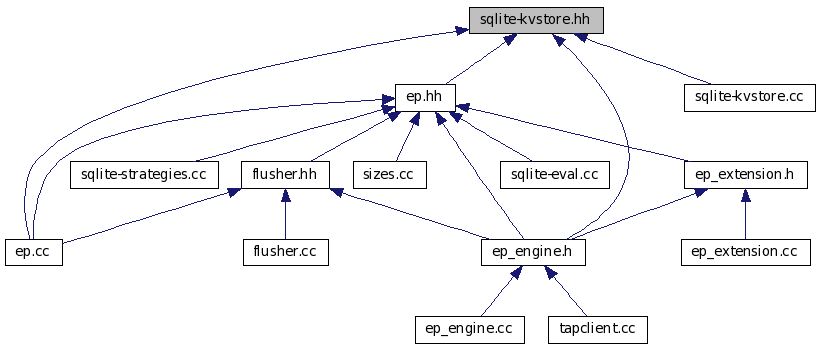 sqlite-kvstore.hh
ep.hh
sqlite-kvstore.cc
sqlite-strategies.cc
flusher.hh
sizes.cc
sqlite-eval.cc
ep_extension.h
ep.cc
flusher.cc
ep_engine.h
ep_extension.cc
ep_engine.cc
tapclient.cc